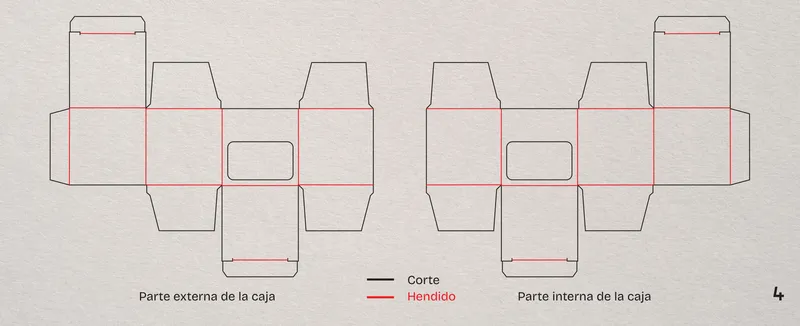 Corte
Parte externa de la caja
Hendido
Parte interna de la caja
4